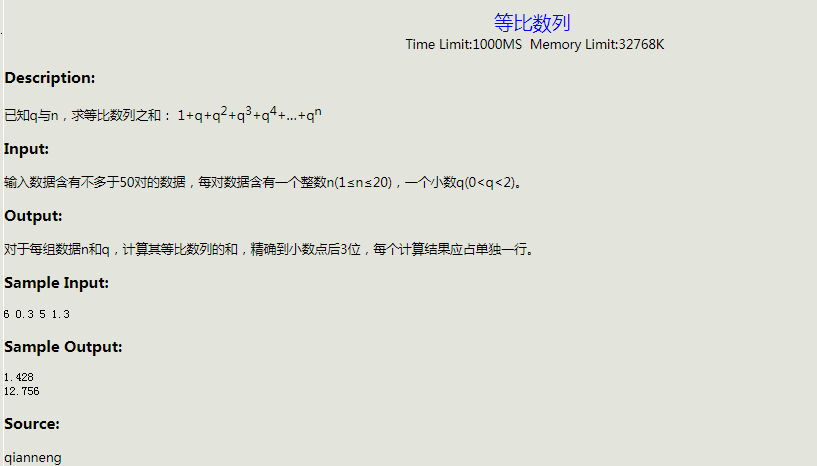 等比数列
Time Limit:1000MS Memory Limit:32768K
Description:
已知q与n，求等比数列之和： 1+q+q²+q³+q⁴+…+qⁿ
Input:
输入数据含有不多于50对的数据，每对数据含有一个整数n(1≤n≤20)，一个小数q(0<q<2)。
Output:
对于每组数据n和q，计算其等比数列的和，精确到小数点后3位，每个计算结果应占单独一行。
Sample Input:
6 0.3 5 1.3
Sample Output:
1.428
12.756
Source:
qianneng